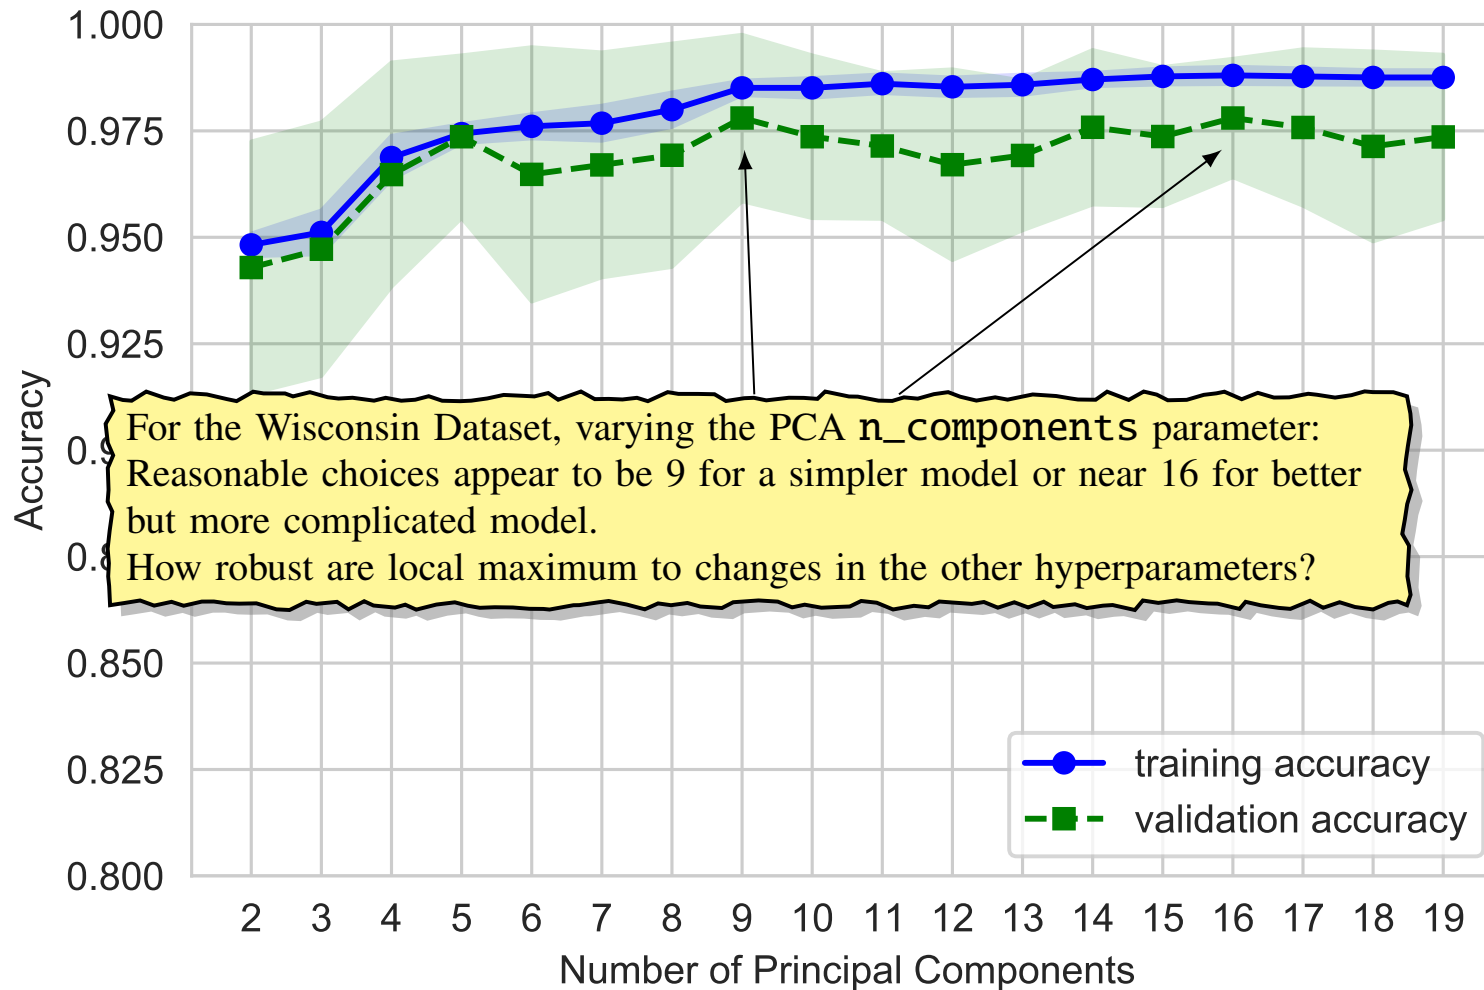 1.000
0.975
0.950
0.925
0.9
0.8
0.850
0.825
0.800
Accuracy
For the Wisconsin Dataset, varying the PCA n_components parameter:
Reasonable choices appear to be 9 for a simpler model or near 16 for better
but more complicated model.
How robust are local maximum to changes in the other hyperparameters?
training accuracy
validation accuracy
2 3 4 5 6 7 8 9 10 11 12 13 14 15 16 17 18 19
Number of Principal Components